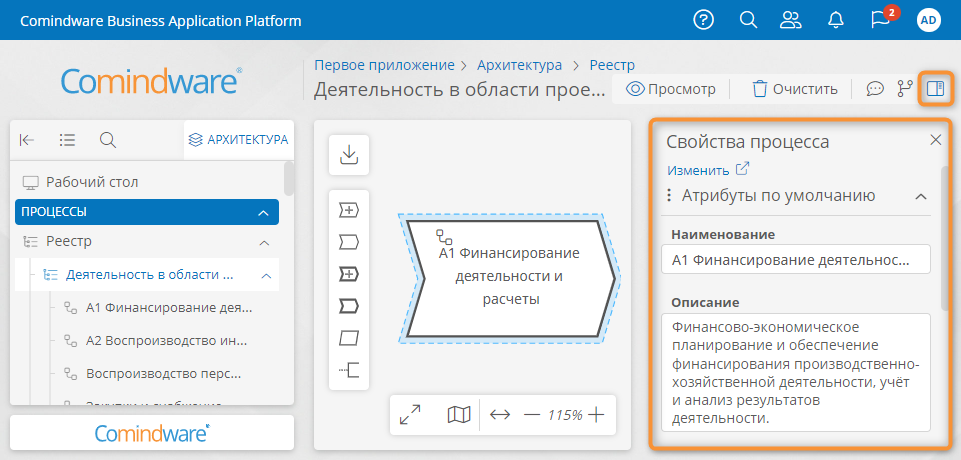 Comindware Business Application Platform
2
AD
Comindware®
Первое приложение > Архитектура > Реестр
Деятельность в области прое...
Просмотр
Очистить
АРХИТЕКТУРА
Рабочий стол
ПРОЦЕССЫ
Реестр
Деятельность в области ...
А1 Финансирование дея...
А2 Воспроизводство ин...
Воспроизводство перс...
Закупки и снабжение
Comindware
А1 Финансирование
деятельности и
расчеты
115%
Свойства процесса
Изменить
Атрибуты по умолчанию
Наименование
А1 Финансирование деятельнос...
Описание
Финансово-экономическое
планирование и обеспечение
финансирования производственно-
хозяйственной деятельности, учёт
и анализ результатов
деятельности.